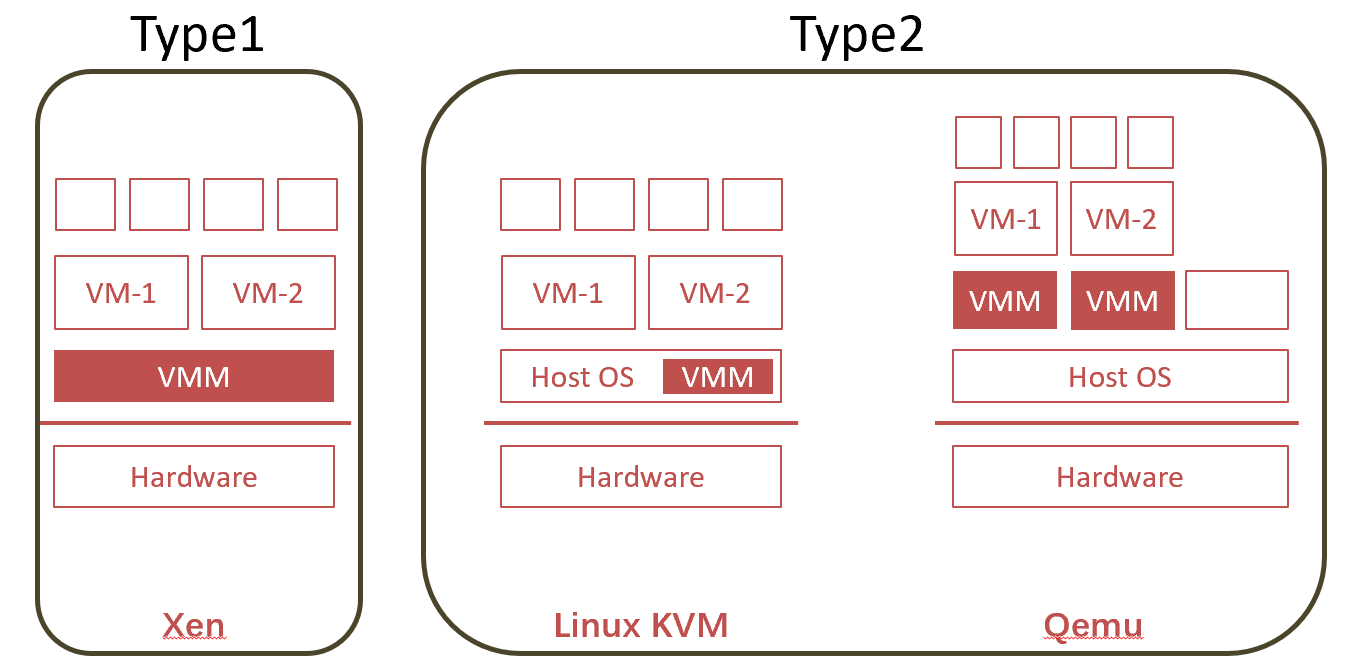 Type1
Type2
VM-1
VM-2
VMM
Hardware
Xen
VM-1
VM-2
Host OS
VMM
Hardware
Linux KVM
VM-1
VM-2
VMM
VMM
Host OS
Hardware
Qemu